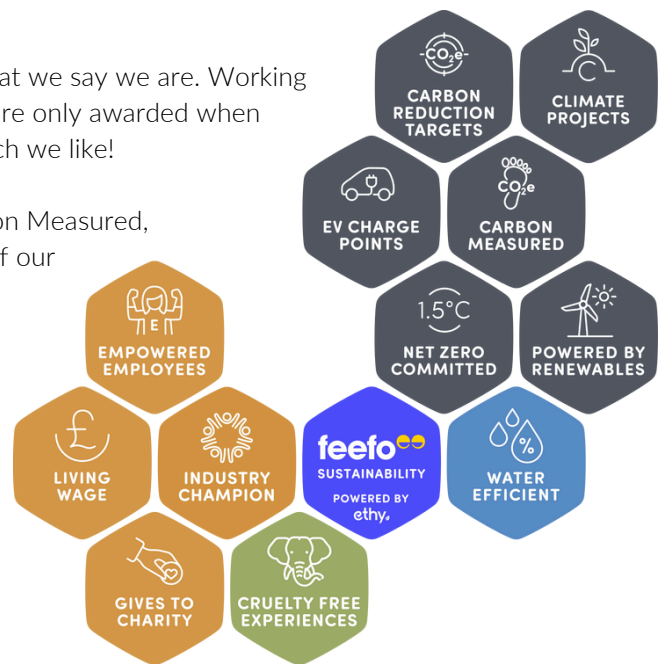 at we say we are. Working
re only awarded when
ch we like!
on Measured,
f our
CO₂e
CARBON
REDUCTION
TARGETS
C
CLIMATE
PROJECTS
EV CHARGE
POINTS
CO₂e
CARBON
MEASURED
E
EMPOWERED
EMPLOYEES
1.5°C
NET ZERO
COMMITTED
POWERED BY
RENEWABLES
£
LIVING
WAGE
INDUSTRY
CHAMPION
feefo
SUSTAINABILITY
POWERED BY
ethy.
%
WATER
EFFICIENT
GIVES TO
CHARITY
CRUELTY FREE
EXPERIENCES